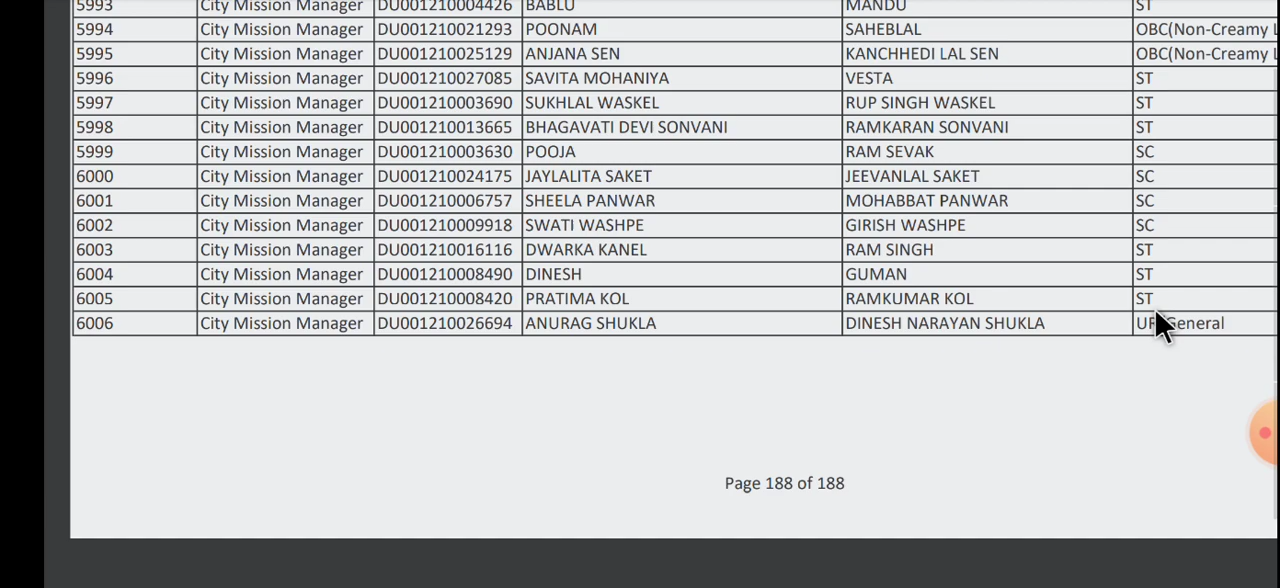 5993 City Mission Manager DU001210004426 BABLU MANDU ST
5994 City Mission Manager DU001210021293 POONAM SAHEBLAL OBC(Non-Creamy
5995 City Mission Manager DU001210025129 ANJANA SEN KANCHHEDI LAL SEN OBC(Non-Creamy
5996 City Mission Manager DU001210027085 SAVITA MOHANIYA VESTA ST
5997 City Mission Manager DU001210003690 SUKHLAL WASKEL RUP SINGH WASKEL ST
5998 City Mission Manager DU001210013665 BHAGAVATI DEVI SONVANI RAMKARAN SONVANI ST
5999 City Mission Manager DU001210003630 POOJA RAM SEVAK SC
6000 City Mission Manager DU001210024175 JAYLALITA SAKET JEEVANLAL SAKET SC
6001 City Mission Manager DU001210006757 SHEELA PANWAR MOHABBAT PANWAR SC
6002 City Mission Manager DU001210009918 SWATI WASHPE GIRISH WASHPE SC
6003 City Mission Manager DU001210016116 DWARKA KANEL RAM SINGH ST
6004 City Mission Manager DU001210008490 DINESH GUMAN ST
6005 City Mission Manager DU001210008420 PRATIMA KOL RAMKUMAR KOL ST
6006 City Mission Manager DU001210026694 ANURAG SHUKLA DINESH NARAYAN SHUKLA General
Page 188 of 188